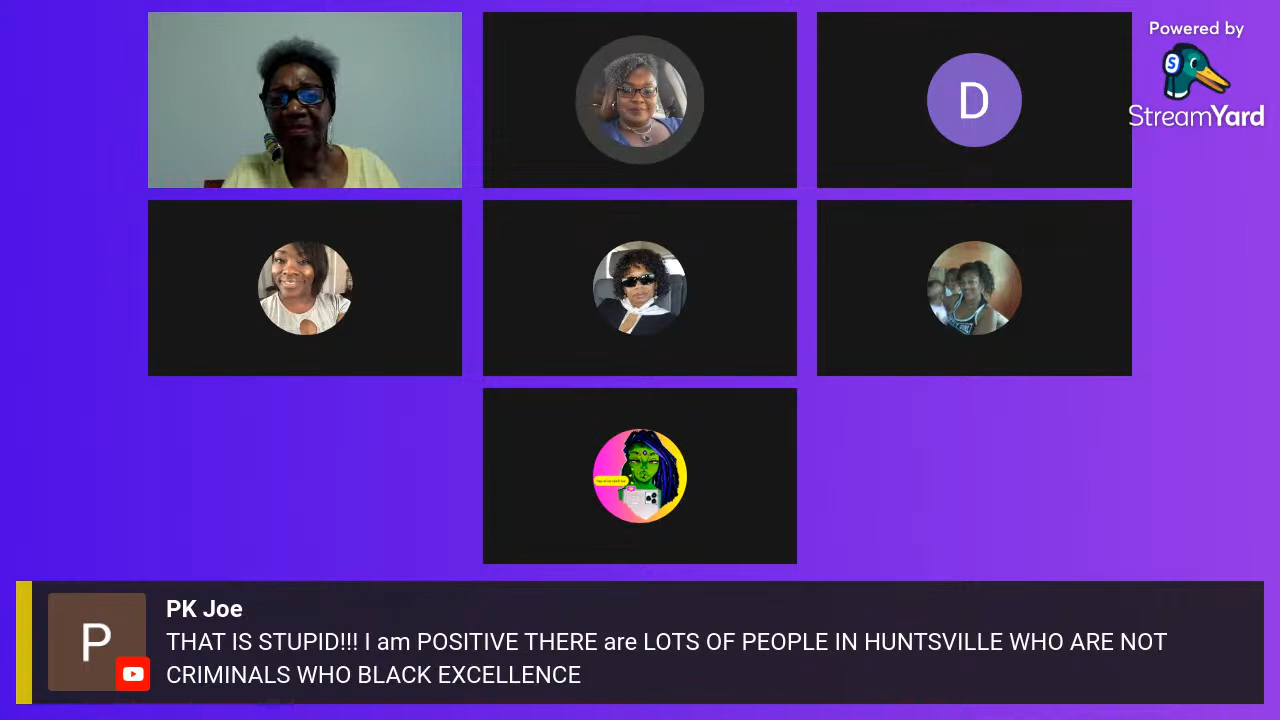 Powered by
S
StreamYard
D
P
PK Joe
THAT IS STUPID!!! I am POSITIVE THERE are LOTS OF PEOPLE IN HUNTSVILLE WHO ARE NOT
CRIMINALS WHO BLACK EXCELLENCE